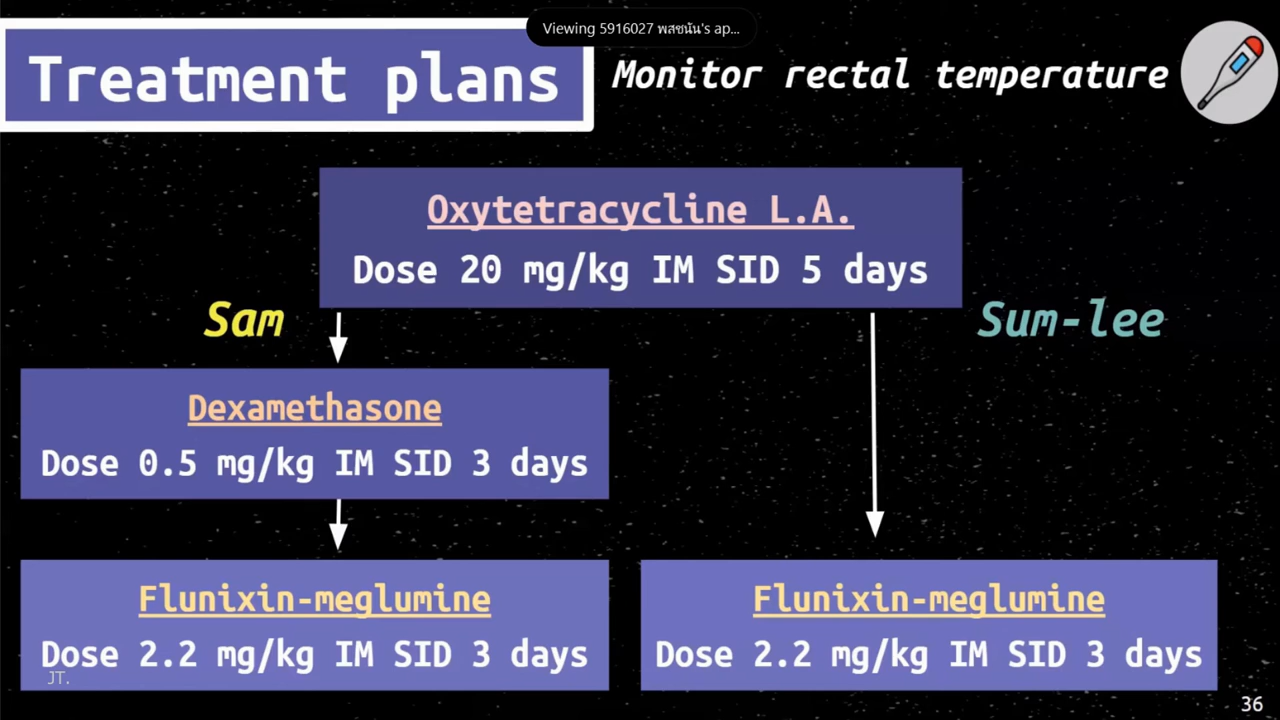 Viewing 5916027 พสชนัน's ap...
Treatment plans
Monitor rectal temperature
Oxytetracycline L.A.
Dose 20 mg/kg IM SID 5 days
Sam
Sum-lee
Dexamethasone
Dose 0.5 mg/kg IM SID 3 days
Flunixin-meglumine
Dose 2.2 mg/kg IM SID 3 days
Flunixin-meglumine
Dose 2.2 mg/kg IM SID 3 days
JT.
36